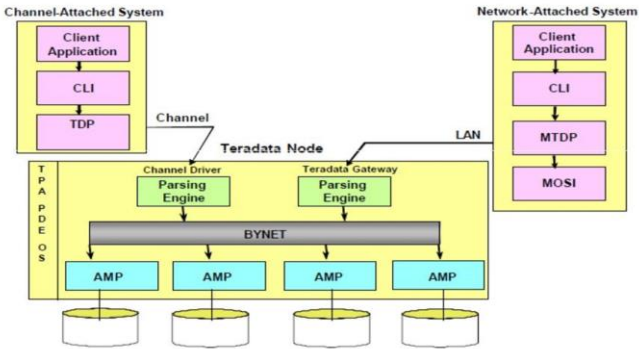 Channel-Attached System
Client
Application
CLI
TDP
Channel
Network-Attached System
Client
Application
CLI
MTDP
MOSI
LAN
Teradata Node
T
P
A
P
D
E
O
S
Channel Driver
Parsing
Engine
Teradata Gateway
Parsing
Engine
BYNET
AMP
AMP
AMP
AMP